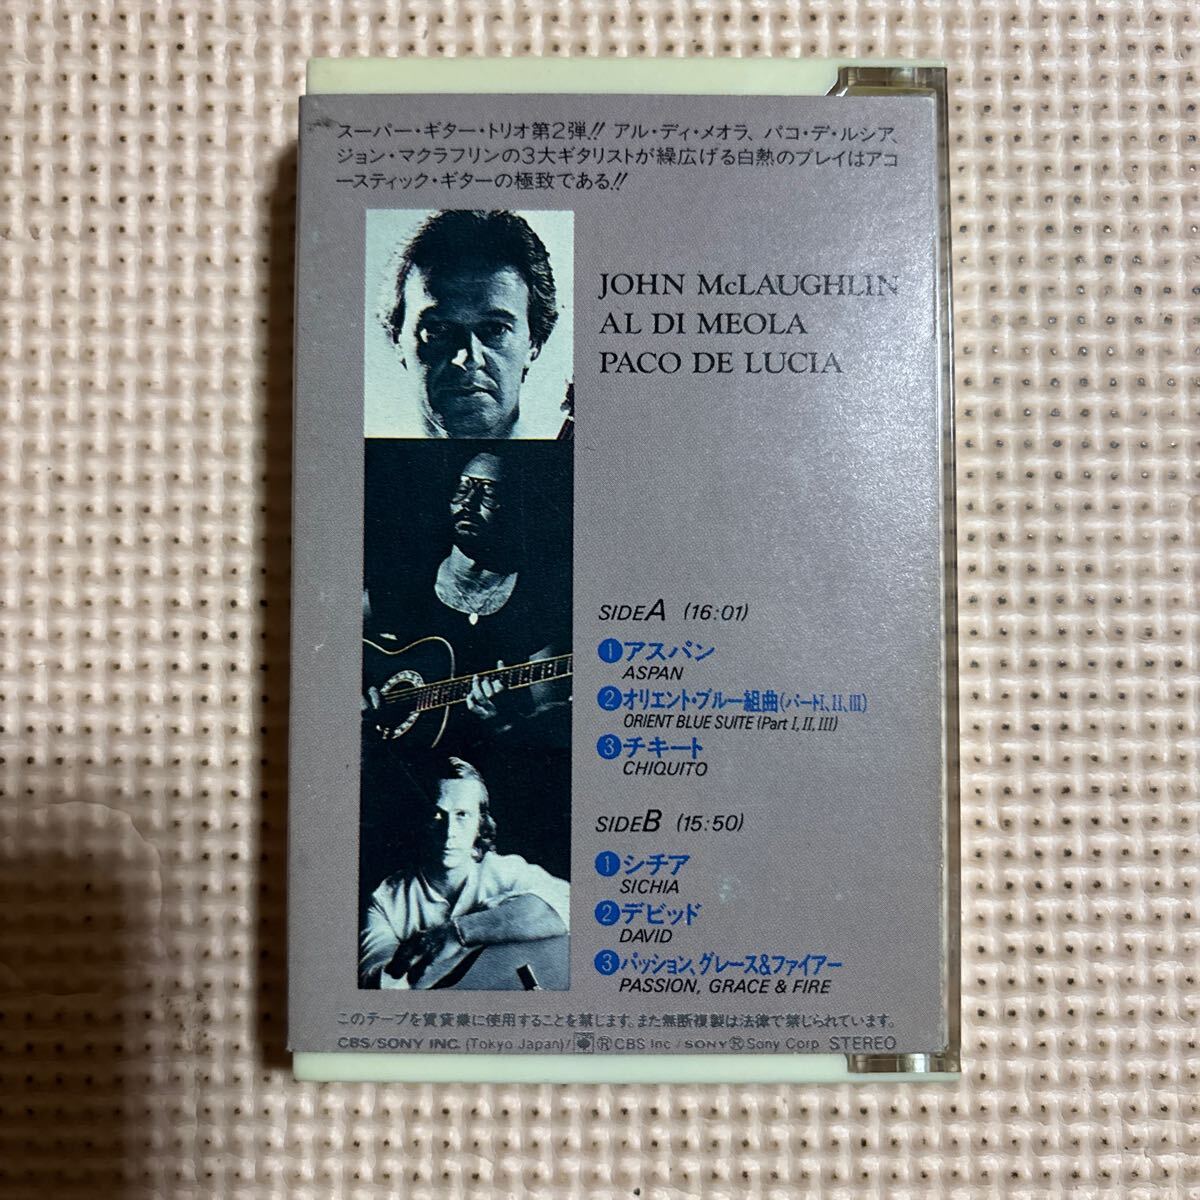 スーパー・ギター・トリオ第2弾!! アル・ディ・メオラ、パコ・デ・ルシア、
ジョン・マクラフリンの3大ギタリストが繰広げる白熱のプレイはアコ
ースティック・ギターの極致である!!
JOHN McLAUGHLIN
AL DI MEOLA
PACO DE LUCIA
SIDE A (16:01)
❶アスパン
ASPAN
❷オリエント・ブルー組曲(パートI、II、III)
ORIENT BLUE SUITE (Part I, II, III)
❸チキート
CHIQUITO
SIDE B (15:50)
❶シチア
SICHIA
❷デビッド
DAVID
❸パッション、グレース&ファイアー
PASSION, GRACE & FIRE
このテープを賃貸業に使用することを禁じます。また無断複製は法律で禁じられています。
CBS/SONY INC. (Tokyo Japan)/ ⓇCBS Inc / SONY ⓇSony Corp STEREO